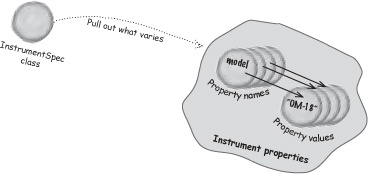 Pull out what varies
InstrumentSpec
class
model
Property names
"OM-18"
Property values
Instrument properties